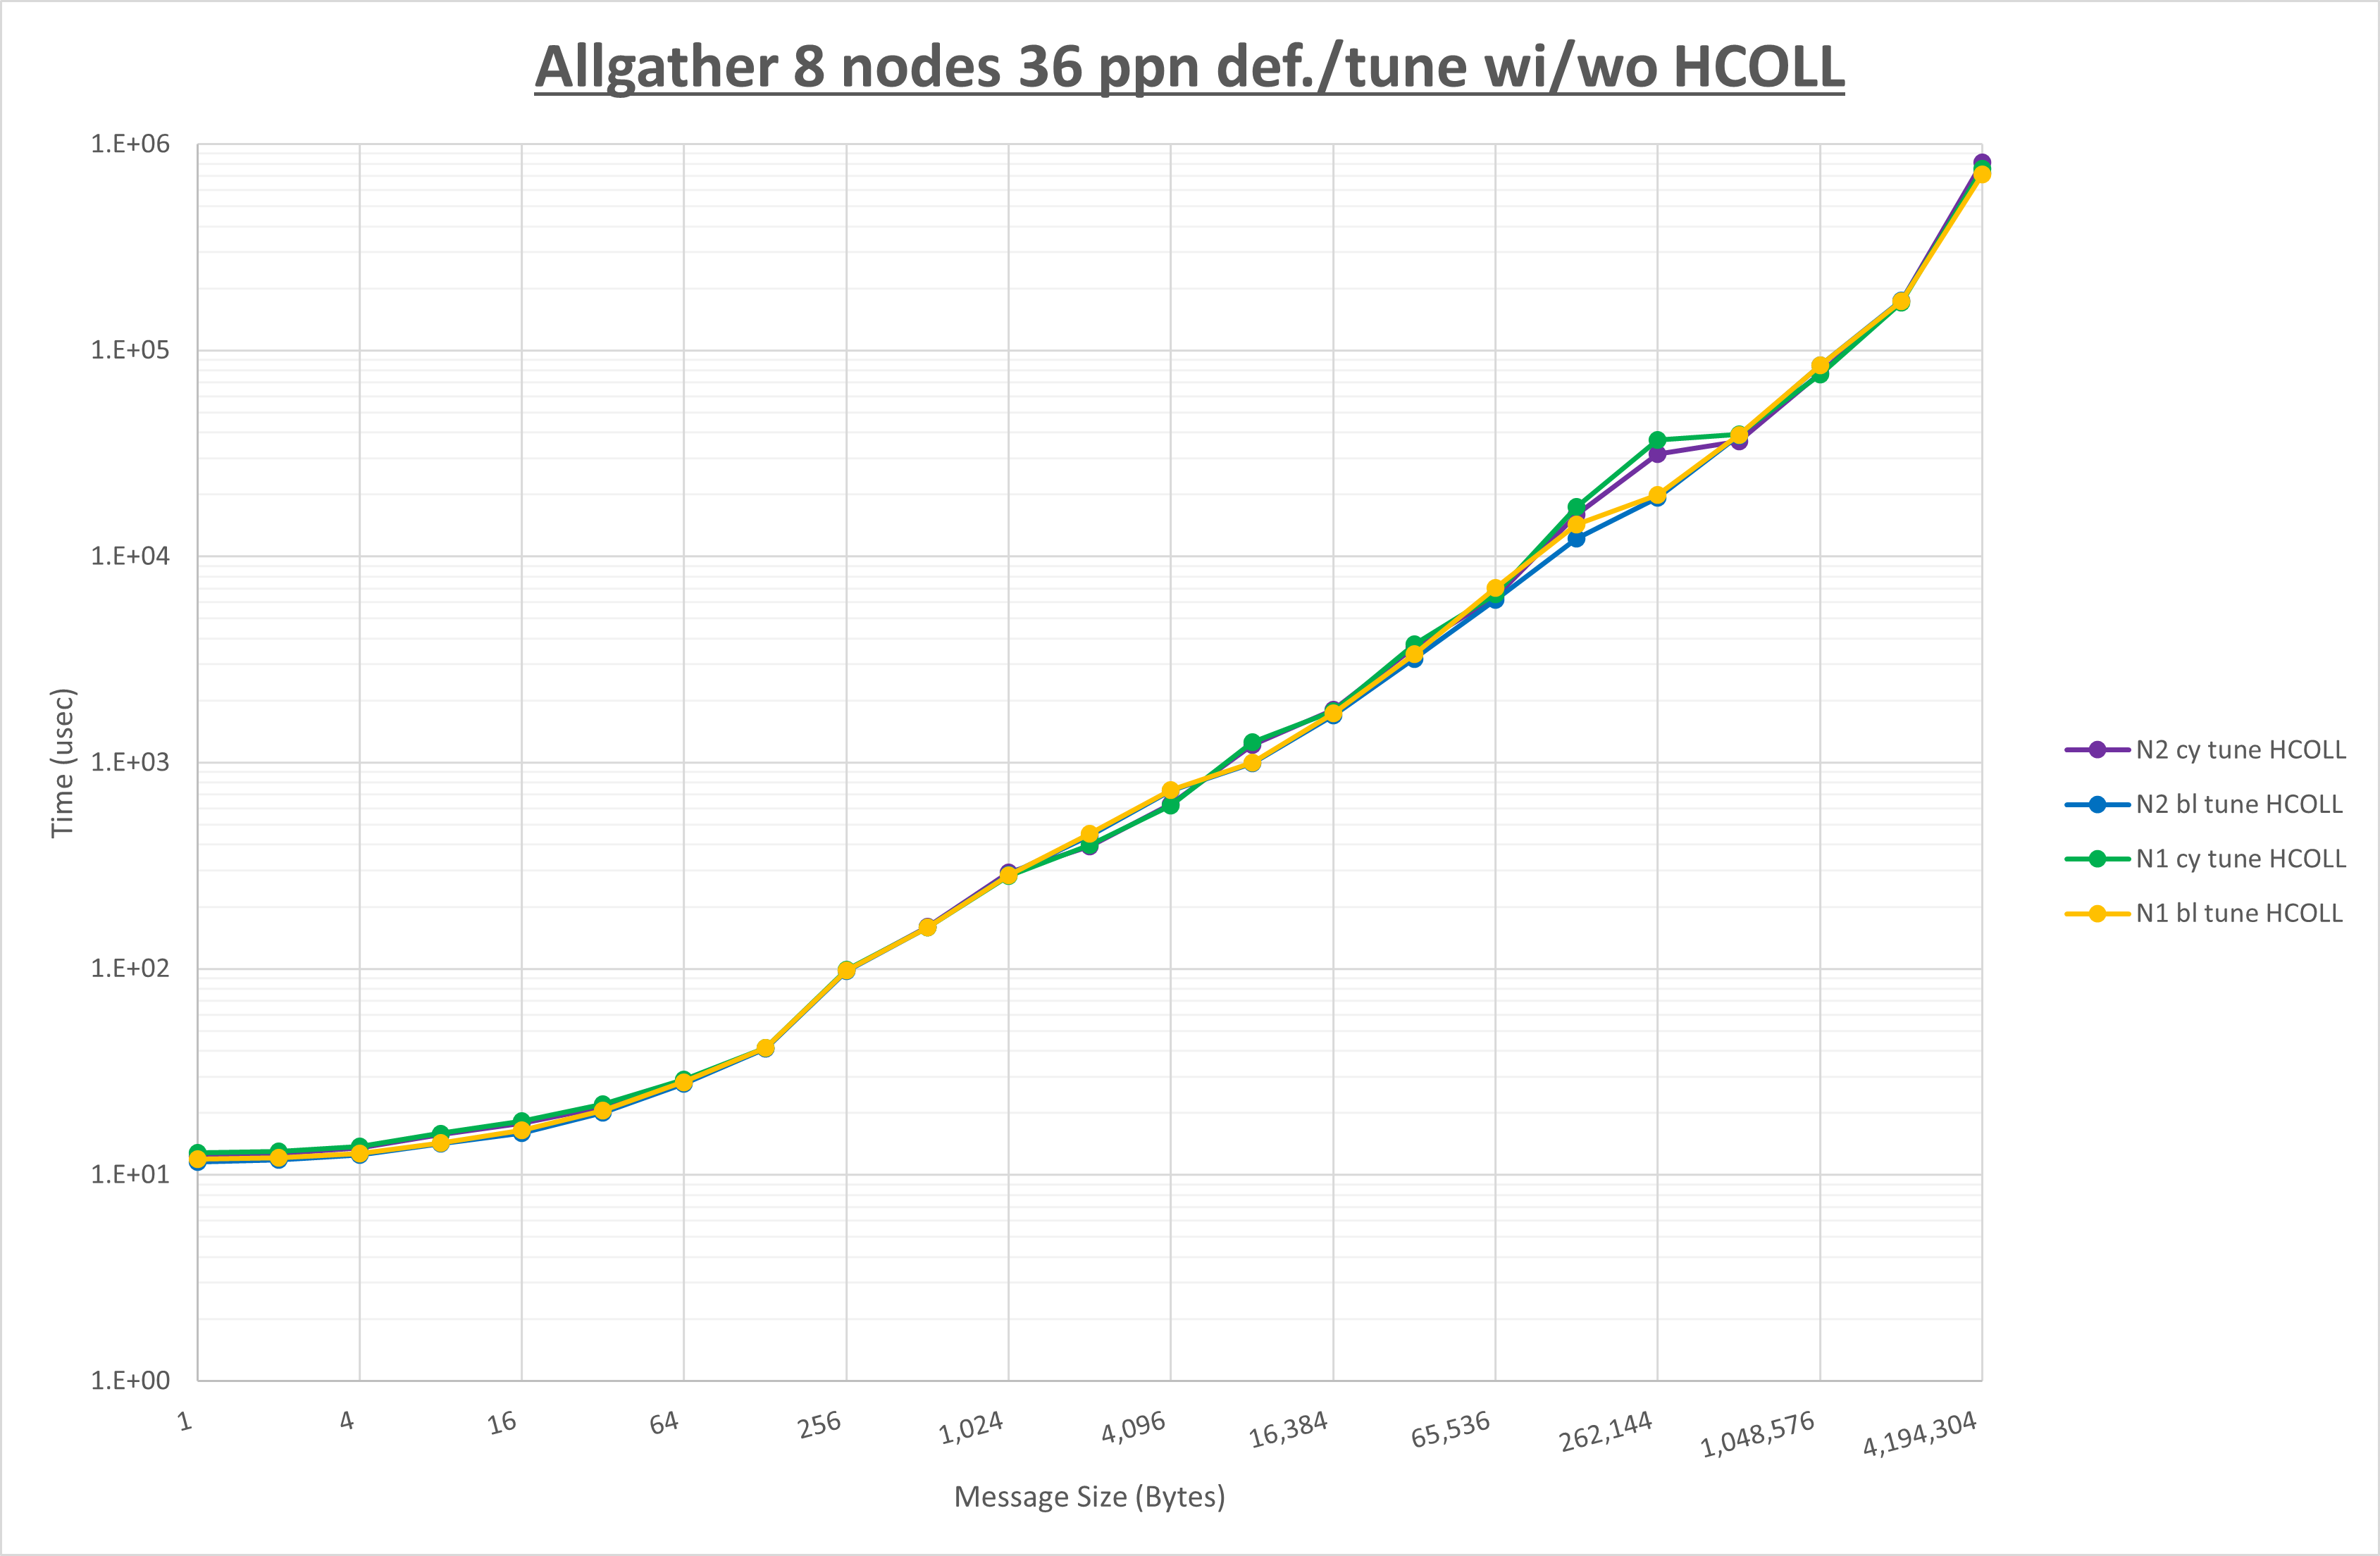 Allgather 8 nodes 36 ppn def./tune wi/wo HCOLL
1.E+06
1.E+05
1.E+04
1.E+03
1.E+02
1.E+01
1.E+00
Time (usec)
1
4
16
64
256
1,024
4,096
16,384
65,536
262,144
1,048,576
4,194,304
Message Size (Bytes)
N2 cy tune HCOLL
N2 bl tune HCOLL
N1 cy tune HCOLL
N1 bl tune HCOLL